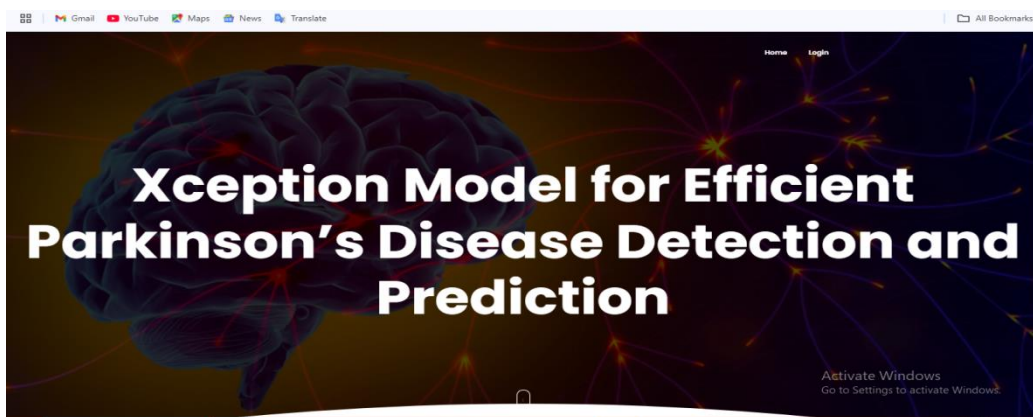 Gmail YouTube Maps News Translate All Bookmarks
Home Login
Xception Model for Efficient
Parkinson’s Disease Detection and
Prediction
Activate Windows
Go to Settings to activate Windows.